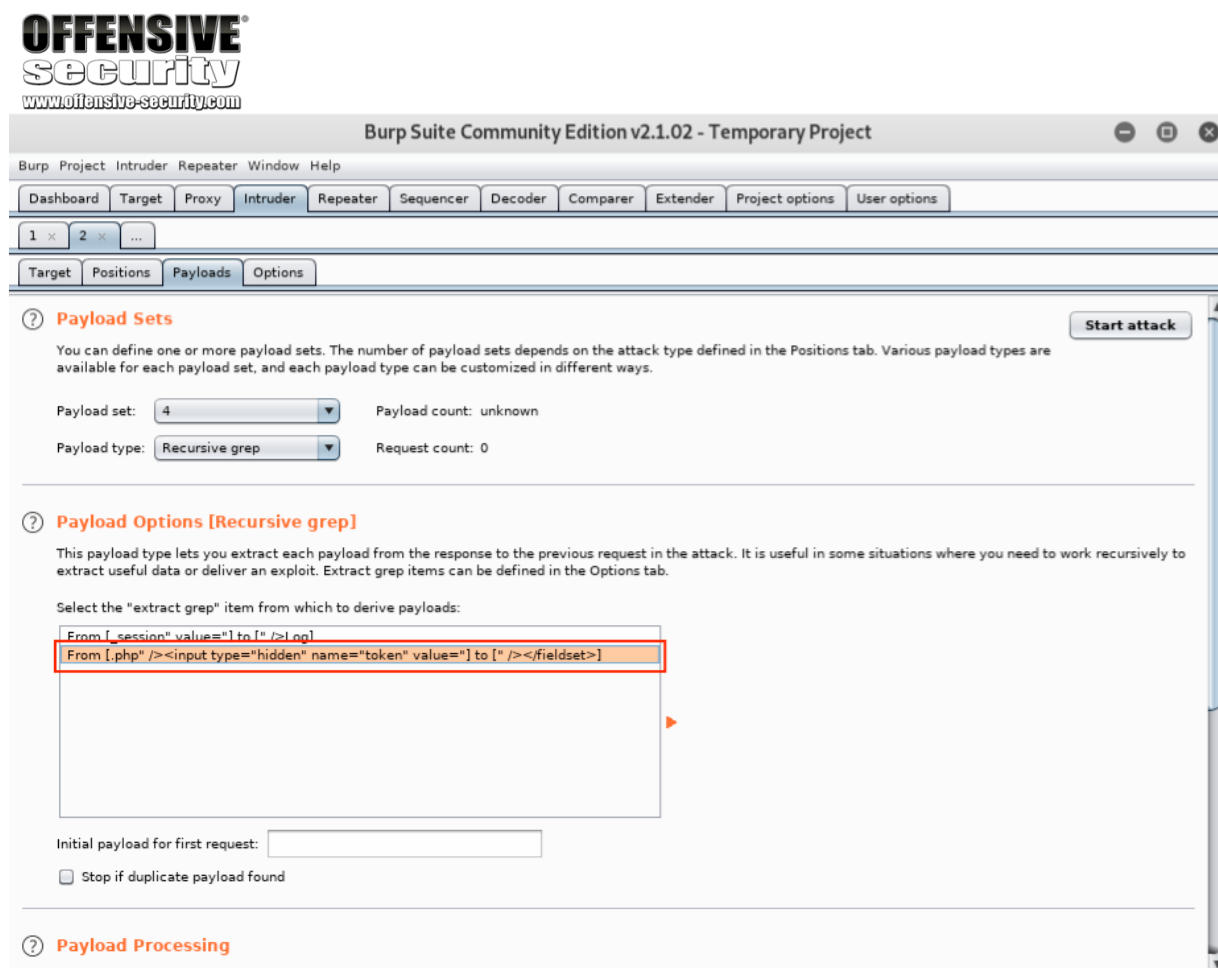 OFFENSIVE®
security
www.offensive-security.com
Burp Suite Community Edition v2.1.02 - Temporary Project
Burp Project Intruder Repeater Window Help
Dashboard Target Proxy Intruder Repeater Sequencer Decoder Comparer Extender Project options User options
1 × 2 × ...
Target Positions Payloads Options
? Payload Sets
Start attack
You can define one or more payload sets. The number of payload sets depends on the attack type defined in the Positions tab. Various payload types are
available for each payload set, and each payload type can be customized in different ways.
Payload set: 4 Payload count: unknown
Payload type: Recursive grep Request count: 0
? Payload Options [Recursive grep]
This payload type lets you extract each payload from the response to the previous request in the attack. It is useful in some situations where you need to work recursively to
extract useful data or deliver an exploit. Extract grep items can be defined in the Options tab.
Select the "extract grep" item from which to derive payloads:
From [_session" value="] to [" />Log]
From [.php" /><input type="hidden" name="token" value="] to [" /></fieldset>]
Initial payload for first request:
Stop if duplicate payload found
? Payload Processing